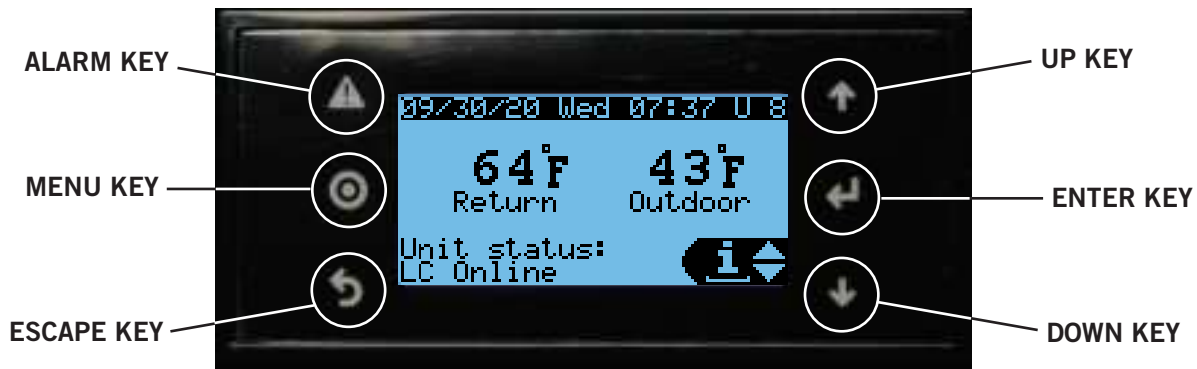 ALARM KEY
UP KEY
09/30/20 Wed 07:37 U 8
64°F 43°F
Return Outdoor
MENU KEY
ENTER KEY
Unit status:
LC Online
i
ESCAPE KEY
DOWN KEY